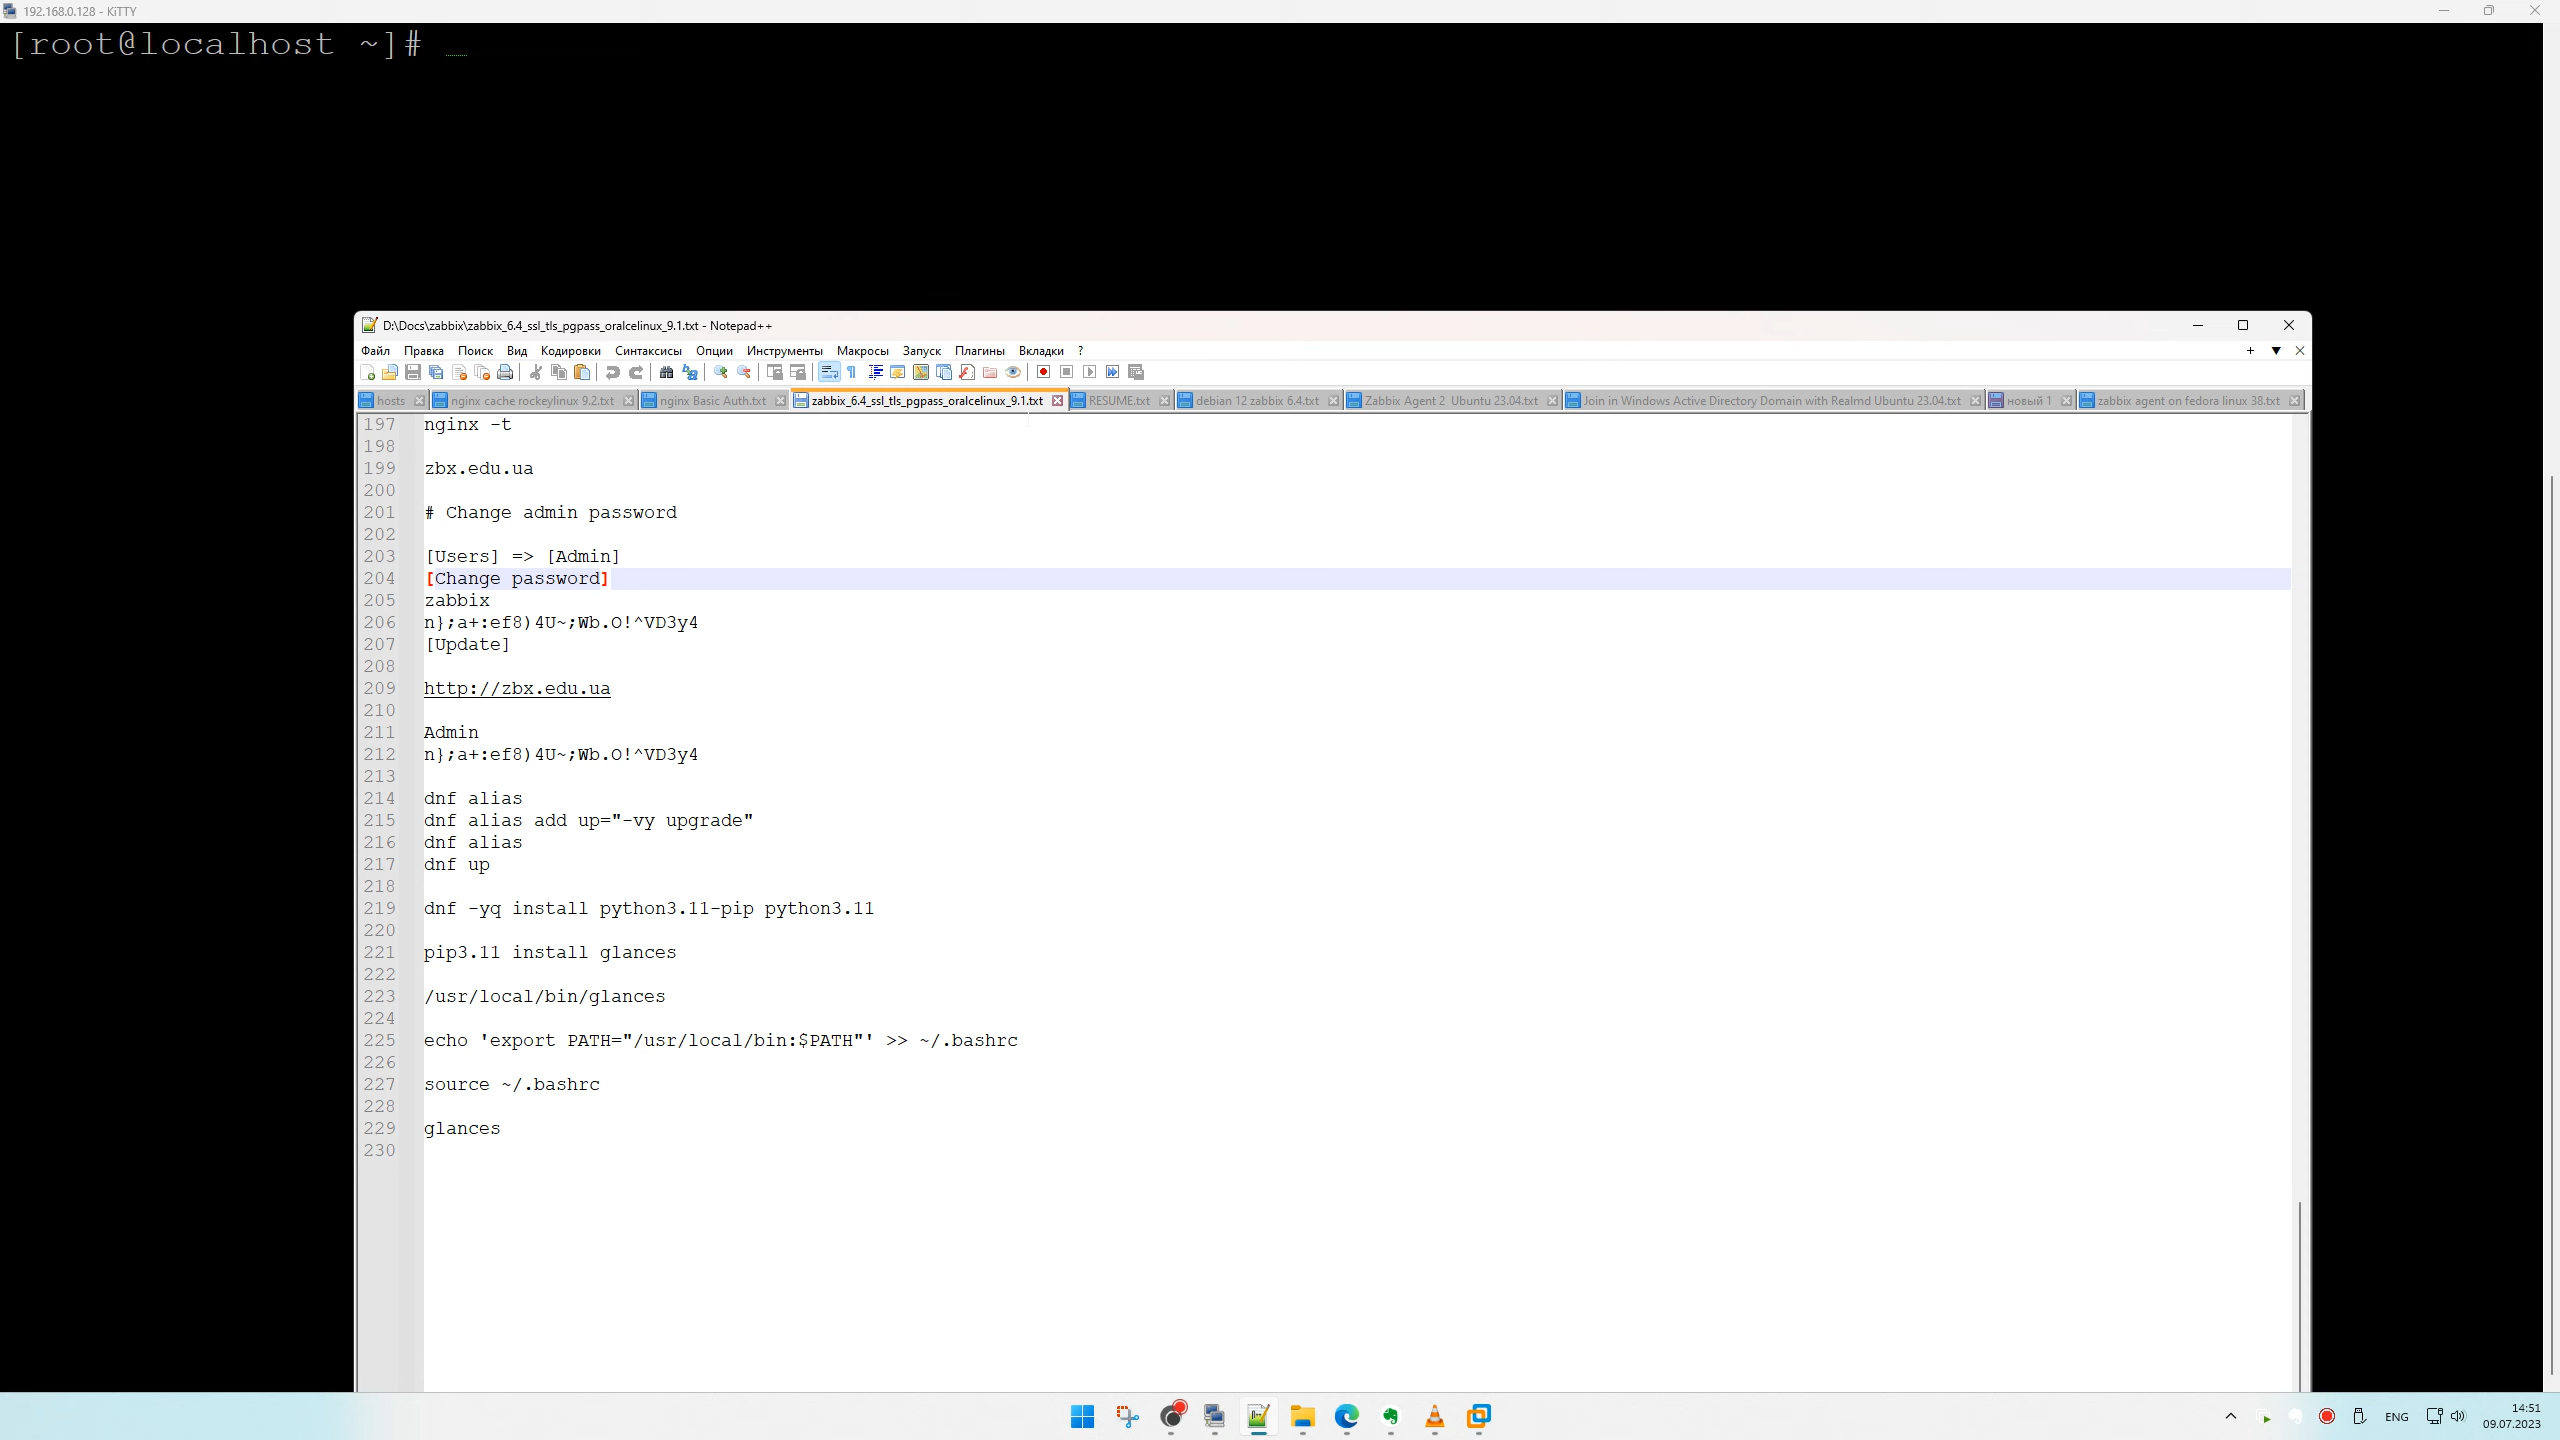 192.168.0.128 - KiTTY
[root@localhost ~]# _
D:\Docs\zabbix\zabbix_6.4_ssl_tls_pgpass_oralcelinux_9.1.txt - Notepad++
Файл Правка Поиск Вид Кодировки Синтаксисы Опции Инструменты Макросы Запуск Плагины Вкладки ?
hosts nginx cache rockeylinux 9.2.txt nginx Basic Auth.txt zabbix_6.4_ssl_tls_pgpass_oralcelinux_9.1.txt RESUME.txt debian 12 zabbix 6.4.txt Zabbix Agent 2 Ubuntu 23.04.txt Join in Windows Active Directory Domain with Realmd Ubuntu 23.04.txt новый 1 zabbix agent on fedora linux 38.txt
197 nginx -t
198
199 zbx.edu.ua
200
201 # Change admin password
202
203 [Users] => [Admin]
204 [Change password]
205 zabbix
206 n};a+:ef8)4U~;Wb.O!^VD3y4
207 [Update]
208
209 http://zbx.edu.ua
210
211 Admin
212 n};a+:ef8)4U~;Wb.O!^VD3y4
213
214 dnf alias
215 dnf alias add up="-vy upgrade"
216 dnf alias
217 dnf up
218
219 dnf -yq install python3.11-pip python3.11
220
221 pip3.11 install glances
222
223 /usr/local/bin/glances
224
225 echo 'export PATH="/usr/local/bin:$PATH"' >> ~/.bashrc
226
227 source ~/.bashrc
228
229 glances
230
ENG
14:51
09.07.2023